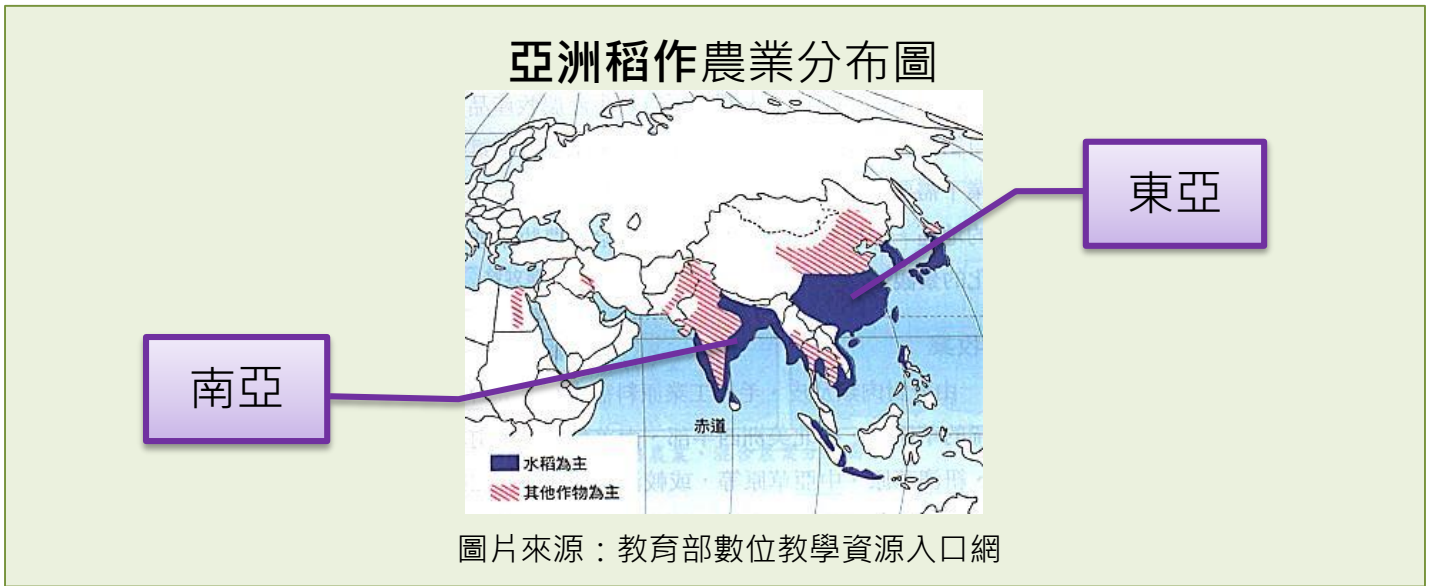 亞洲稻作農業分布圖
東亞
南亞
赤道
水稻為主
其他作物為主
圖片來源：教育部數位教學資源入口網